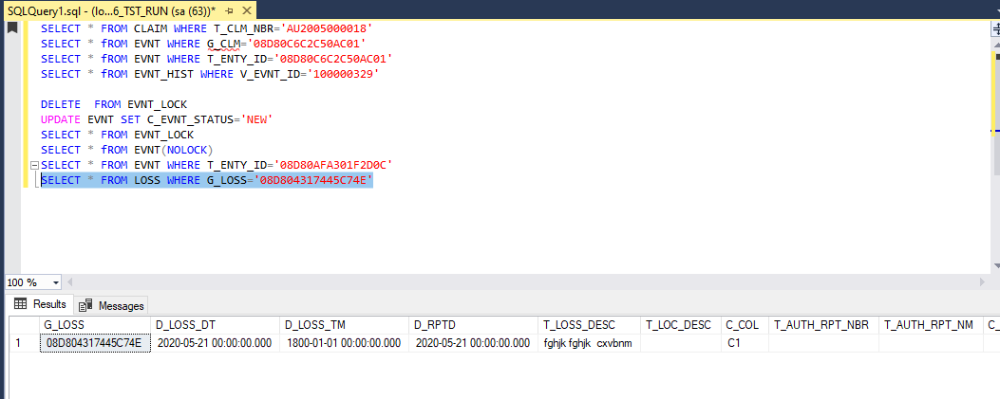 SQLQuery1.sql - (lo...6_TST_RUN (sa (63))*
SELECT * FROM CLAIM WHERE T_CLM_NBR='AU2005000018'
SELECT * fROM EVNT WHERE G_CLM='08D80C6C2C50AC01'
SELECT * fROM EVNT WHERE T_ENTY_ID='08D80C6C2C50AC01'
SELECT * fROM EVNT_HIST WHERE V_EVNT_ID='100000329'
DELETE  FROM EVNT_LOCK
UPDATE EVNT SET C_EVNT_STATUS='NEW'
SELECT * FROM EVNT_LOCK
SELECT * fROM EVNT(NOLOCK)
SELECT * FROM EVNT WHERE T_ENTY_ID='08D80AFA301F2D0C'
SELECT * FROM LOSS WHERE G_LOSS='08D804317445C74E'
100 %
Results Messages
G_LOSS D_LOSS_DT D_LOSS_TM D_RPTD T_LOSS_DESC T_LOC_DESC C_COL T_AUTH_RPT_NBR T_AUTH_RPT_NM C_
1 08D804317445C74E 2020-05-21 00:00:00.000 1800-01-01 00:00:00.000 2020-05-21 00:00:00.000 fghjk fghjk  cxvbnm C1